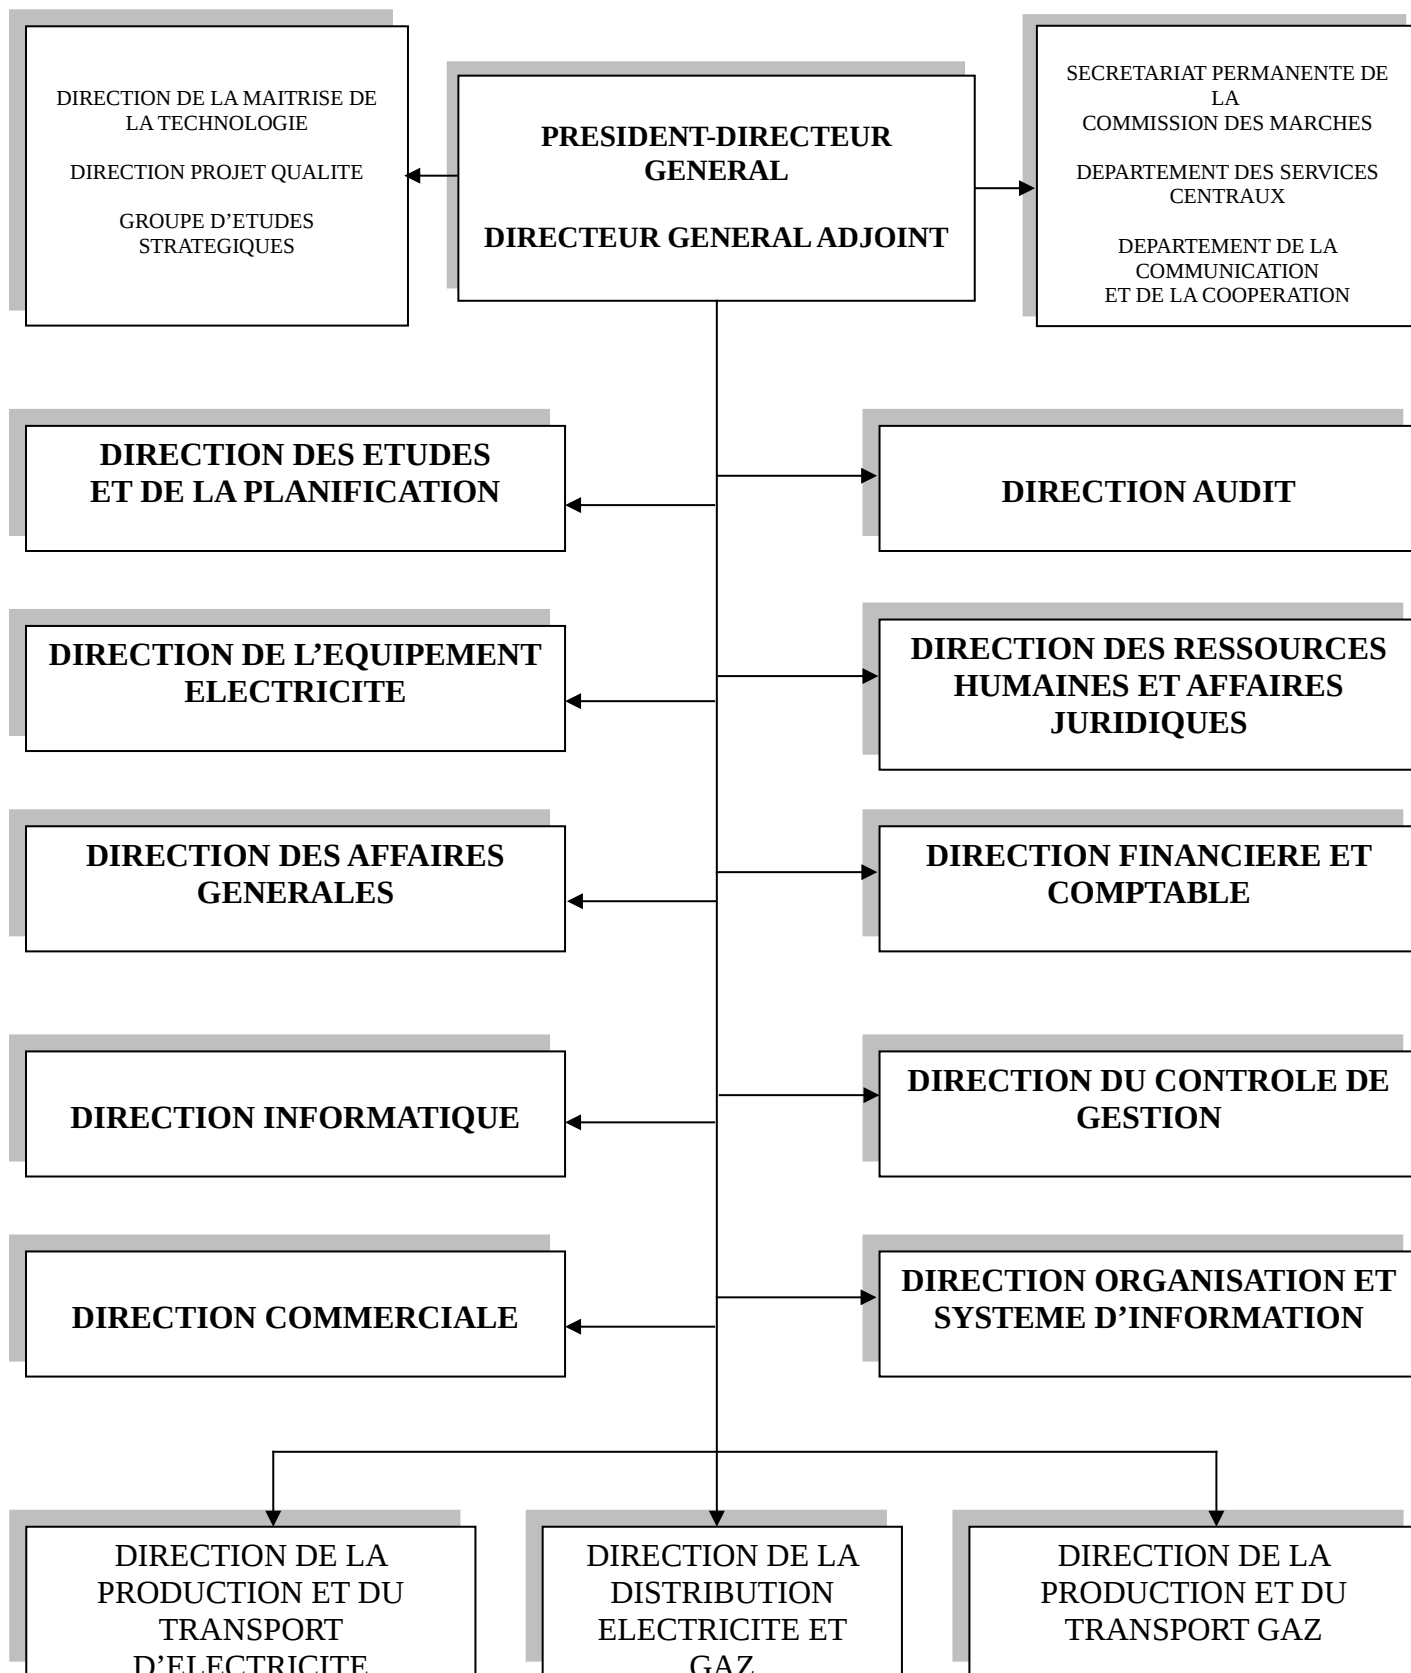 DIRECTION DE LA MAITRISE DE
LA TECHNOLOGIE
DIRECTION PROJET QUALITE
GROUPE D’ETUDES
STRATEGIQUES
PRESIDENT-DIRECTEUR
GENERAL
DIRECTEUR GENERAL ADJOINT
SECRETARIAT PERMANENTE DE
LA
COMMISSION DES MARCHES
DEPARTEMENT DES SERVICES
CENTRAUX
DEPARTEMENT DE LA
COMMUNICATION
ET DE LA COOPERATION
DIRECTION DES ETUDES
ET DE LA PLANIFICATION
DIRECTION AUDIT
DIRECTION DE L’EQUIPEMENT
ELECTRICITE
DIRECTION DES RESSOURCES
HUMAINES ET AFFAIRES
JURIDIQUES
DIRECTION DES AFFAIRES
GENERALES
DIRECTION FINANCIERE ET
COMPTABLE
DIRECTION INFORMATIQUE
DIRECTION DU CONTROLE DE
GESTION
DIRECTION COMMERCIALE
DIRECTION ORGANISATION ET
SYSTEME D’INFORMATION
DIRECTION DE LA
PRODUCTION ET DU
TRANSPORT
D’ELECTRICITE
DIRECTION DE LA
DISTRIBUTION
ELECTRICITE ET
GAZ
DIRECTION DE LA
PRODUCTION ET DU
TRANSPORT GAZ